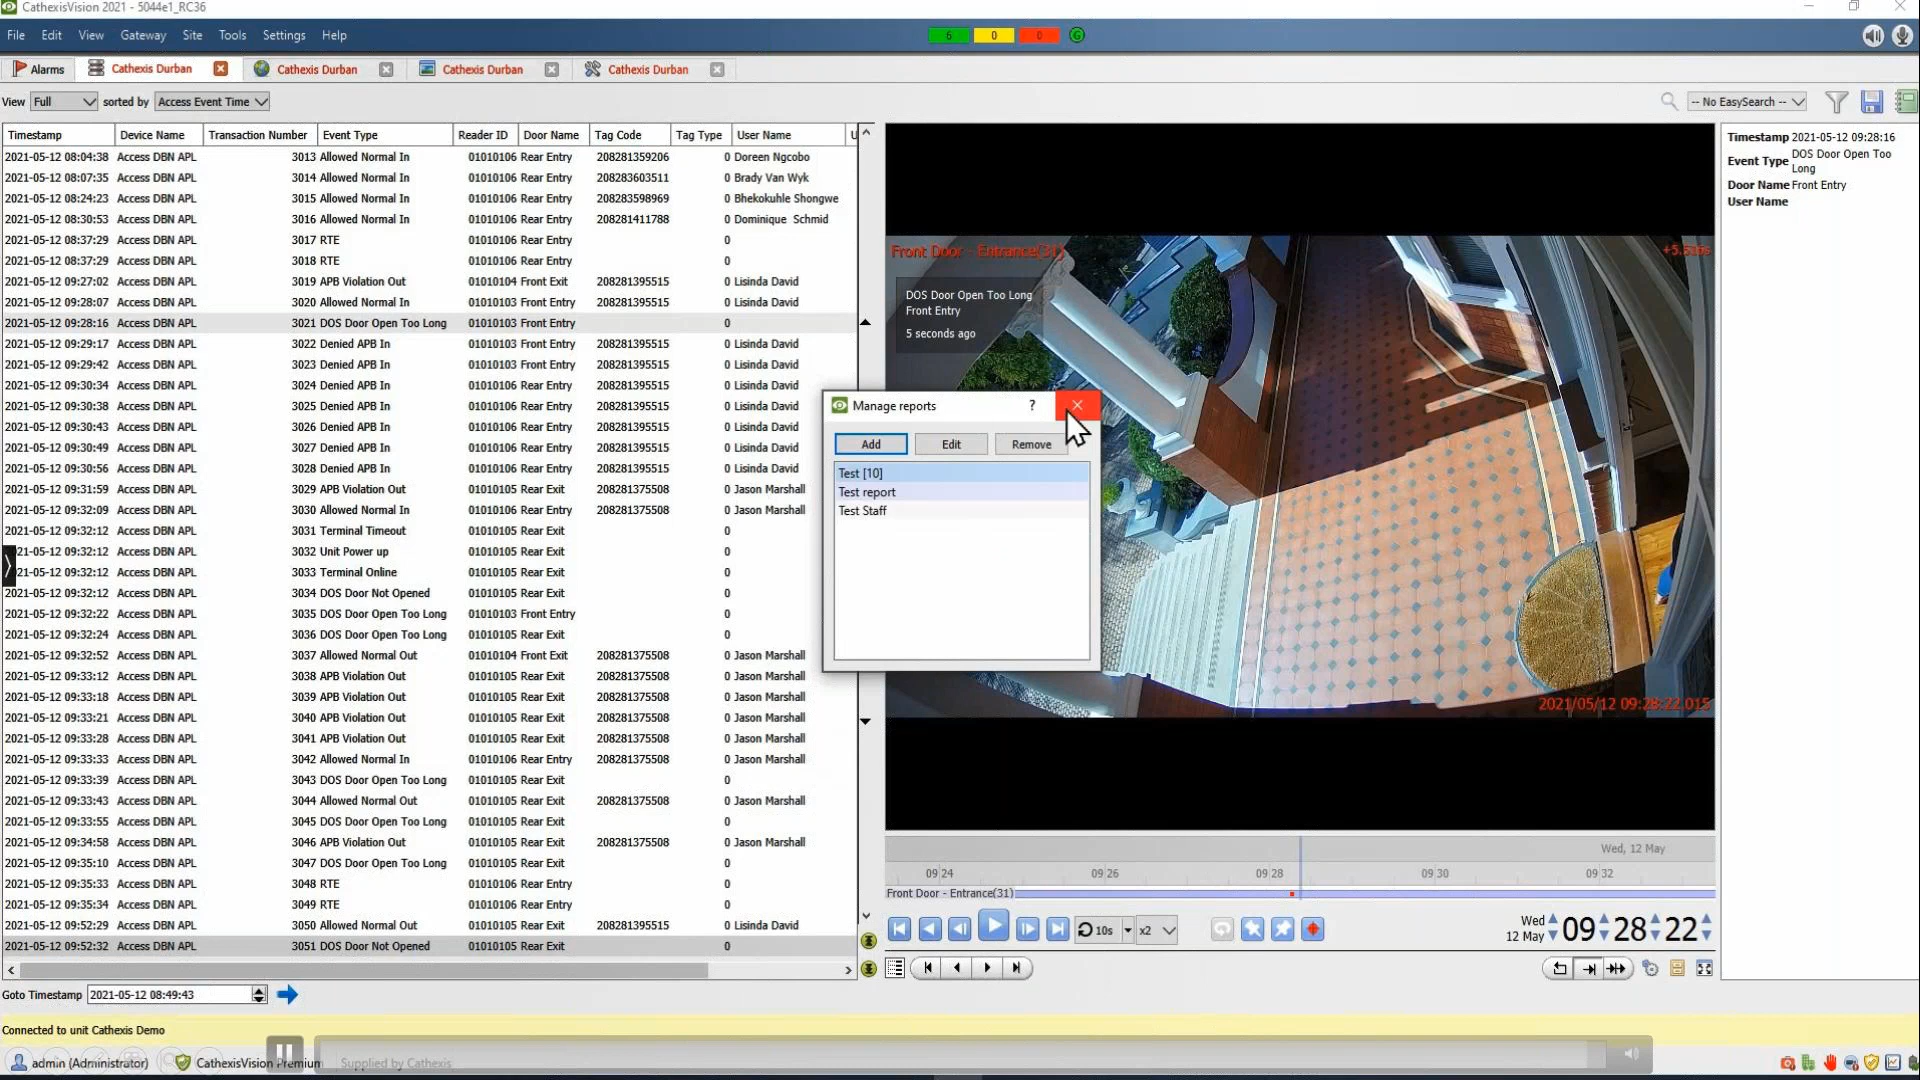 CathexisVision 2021 - 5044e1_RC36
File Edit View Gateway Site Tools Settings Help
5 0 0 G
Alarms Cathexis Durban Cathexis Durban Cathexis Durban Cathexis Durban
View Full sorted by Access Event Time -- No EasySearch --
Timestamp Device Name Transaction Number Event Type Reader ID Door Name Tag Code Tag Type User Name U
2021-05-12 08:04:38 Access DBN APL 3013 Allowed Normal In 01010106 Rear Entry 208281359206 0 Doreen Ngcobo
2021-05-12 08:07:35 Access DBN APL 3014 Allowed Normal In 01010106 Rear Entry 208283603511 0 Brady Van Wyk
2021-05-12 08:24:23 Access DBN APL 3015 Allowed Normal In 01010106 Rear Entry 208283598969 0 Bhekokuhle Shongwe
2021-05-12 08:30:53 Access DBN APL 3016 Allowed Normal In 01010106 Rear Entry 208281411788 0 Dominique Schmid
2021-05-12 08:37:29 Access DBN APL 3017 RTE 01010106 Rear Entry 0
2021-05-12 08:37:29 Access DBN APL 3018 RTE 01010106 Rear Entry 0
2021-05-12 09:27:02 Access DBN APL 3019 APB Violation Out 01010104 Front Exit 208281395515 0 Lisinda David
2021-05-12 09:28:07 Access DBN APL 3020 Allowed Normal In 01010103 Front Entry 208281395515 0 Lisinda David
2021-05-12 09:28:16 Access DBN APL 3021 DOS Door Open Too Long 01010103 Front Entry 0
2021-05-12 09:29:17 Access DBN APL 3022 Denied APB In 01010103 Front Entry 208281395515 0 Lisinda David
2021-05-12 09:29:42 Access DBN APL 3023 Denied APB In 01010103 Front Entry 208281395515 0 Lisinda David
2021-05-12 09:30:34 Access DBN APL 3024 Denied APB In 01010106 Rear Entry 208281395515 0 Lisinda David
2021-05-12 09:30:38 Access DBN APL 3025 Denied APB In 01010106 Rear Entry 208281395515 0 Lisinda David
2021-05-12 09:30:43 Access DBN APL 3026 Denied APB In 01010106 Rear Entry 208281395515 0 Lisinda David
2021-05-12 09:30:49 Access DBN APL 3027 Denied APB In 01010106 Rear Entry 208281395515 0 Lisinda David
2021-05-12 09:30:56 Access DBN APL 3028 Denied APB In 01010106 Rear Entry 208281395515 0 Lisinda David
2021-05-12 09:31:59 Access DBN APL 3029 APB Violation Out 01010105 Rear Exit 208281375508 0 Jason Marshall
2021-05-12 09:32:09 Access DBN APL 3030 Allowed Normal In 01010106 Rear Entry 208281375508 0 Jason Marshall
21-05-12 09:32:12 Access DBN APL 3031 Terminal Timeout 01010105 Rear Exit 0
21-05-12 09:32:12 Access DBN APL 3032 Unit Power up 01010105 Rear Exit 0
21-05-12 09:32:12 Access DBN APL 3033 Terminal Online 01010105 Rear Exit 0
2021-05-12 09:32:12 Access DBN APL 3034 DOS Door Not Opened 01010105 Rear Exit 0
2021-05-12 09:32:22 Access DBN APL 3035 DOS Door Open Too Long 01010103 Front Entry 0
2021-05-12 09:32:24 Access DBN APL 3036 DOS Door Open Too Long 01010105 Rear Exit 0
2021-05-12 09:32:52 Access DBN APL 3037 Allowed Normal Out 01010104 Front Exit 208281375508 0 Jason Marshall
2021-05-12 09:33:12 Access DBN APL 3038 APB Violation Out 01010105 Rear Exit 208281375508 0 Jason Marshall
2021-05-12 09:33:18 Access DBN APL 3039 APB Violation Out 01010105 Rear Exit 208281375508 0 Jason Marshall
2021-05-12 09:33:21 Access DBN APL 3040 APB Violation Out 01010105 Rear Exit 208281375508 0 Jason Marshall
2021-05-12 09:33:28 Access DBN APL 3041 APB Violation Out 01010105 Rear Exit 208281375508 0 Jason Marshall
2021-05-12 09:33:33 Access DBN APL 3042 Allowed Normal In 01010106 Rear Entry 208281375508 0 Jason Marshall
2021-05-12 09:33:39 Access DBN APL 3043 DOS Door Open Too Long 01010105 Rear Exit 0
2021-05-12 09:33:43 Access DBN APL 3044 Allowed Normal Out 01010105 Rear Exit 208281375508 0 Jason Marshall
2021-05-12 09:33:55 Access DBN APL 3045 DOS Door Open Too Long 01010105 Rear Exit 0
2021-05-12 09:34:58 Access DBN APL 3046 APB Violation Out 01010105 Rear Exit 208281375508 0 Jason Marshall
2021-05-12 09:35:10 Access DBN APL 3047 DOS Door Open Too Long 01010105 Rear Exit 0
2021-05-12 09:35:33 Access DBN APL 3048 RTE 01010106 Rear Entry 0
2021-05-12 09:35:34 Access DBN APL 3049 RTE 01010106 Rear Entry 0
2021-05-12 09:52:29 Access DBN APL 3050 Allowed Normal Out 01010105 Rear Exit 208281395515 0 Lisinda David
2021-05-12 09:52:32 Access DBN APL 3051 DOS Door Not Opened 01010105 Rear Exit 0
Goto Timestamp 2021-05-12 08:49:43
Connected to unit Cathexis Demo
admin (Administrator) CathexisVision Premium Supplied by Cathexis
Front Door - Entrance(31)
DOS Door Open Too Long
Front Entry
5 seconds ago
2021/05/12 09:28:22.015
Manage reports ?
Add Edit Remove
Test [10]
Test report
Test Staff
Wed, 12 May
09:24 09:26 09:28 09:30 09:32
Front Door - Entrance(31)
10s x2
Wed
12 May
09 28 22
Timestamp 2021-05-12 09:28:16
Event Type DOS Door Open Too
Long
Door Name Front Entry
User Name